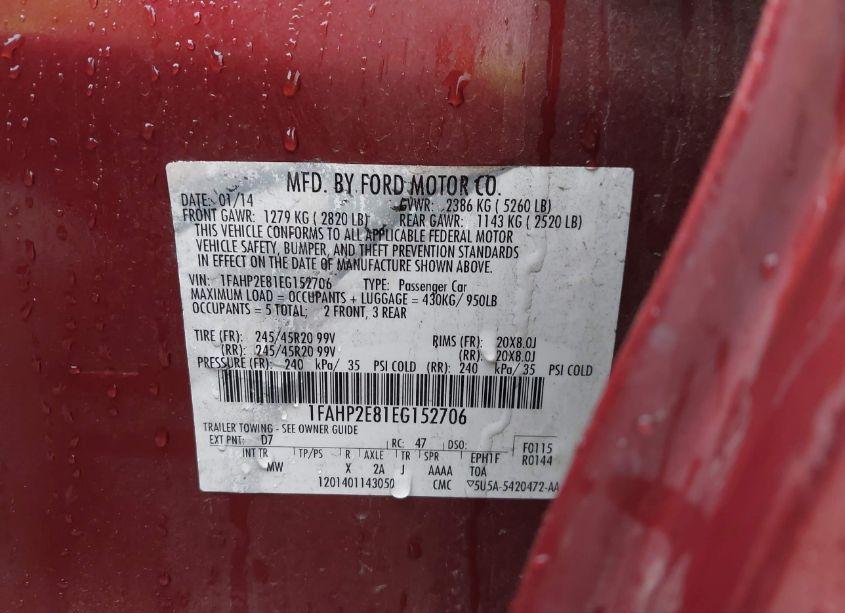 MFD. BY FORD MOTOR CO.
DATE: 01/14 GVWR: 2386 KG ( 5260 LB)
FRONT GAWR: 1279 KG ( 2820 LB) REAR GAWR: 1143 KG ( 2520 LB)
THIS VEHICLE CONFORMS TO ALL APPLICABLE FEDERAL MOTOR
VEHICLE SAFETY, BUMPER, AND THEFT PREVENTION STANDARDS
IN EFFECT ON THE DATE OF MANUFACTURE SHOWN ABOVE.
VIN: 1FAHP2E81EG152706 TYPE: Passenger Car
MAXIMUM LOAD = OCCUPANTS + LUGGAGE = 430KG/ 950LB
OCCUPANTS = 5 TOTAL; 2 FRONT, 3 REAR
TIRE (FR): 245/45R20 99V RIMS (FR): 20X8.0J
(RR): 245/45R20 99V (RR): 20X8.0J
PRESSURE (FR): 240 kPa/ 35 PSI COLD (RR): 240 kPa/ 35 PSI COLD
1FAHP2E81EG152706
TRAILER TOWING - SEE OWNER GUIDE
EXT PNT: D7 RC: 47 DSO: F0115
INT TR TP/PS R AXLE TR SPR EPH1F R0144
MW X 2A J AAAA TOA
1201401143050 CMC ▽5U5A-5420472-AA